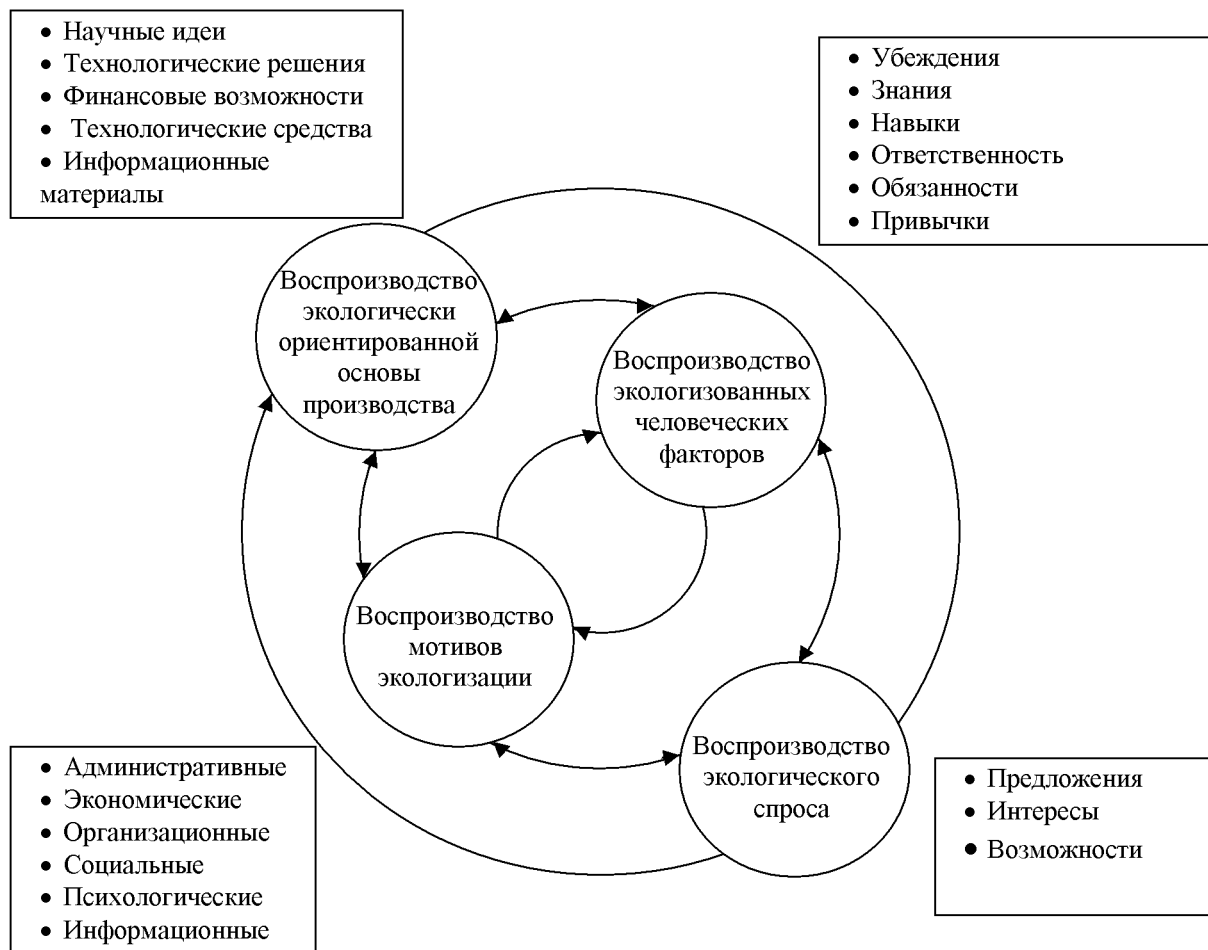 • Научные идеи
• Технологические решения
• Финансовые возможности
• Технологические средства
• Информационные
материалы
• Убеждения
• Знания
• Навыки
• Ответственность
• Обязанности
• Привычки
Воспроизводство
экологически
ориентированной
основы
производства
Воспроизводство
экологизованных
человеческих
факторов
Воспроизводство
мотивов
экологизации
Воспроизводство
экологического
спроса
• Административные
• Экономические
• Организационные
• Социальные
• Психологические
• Информационные
• Предложения
• Интересы
• Возможности